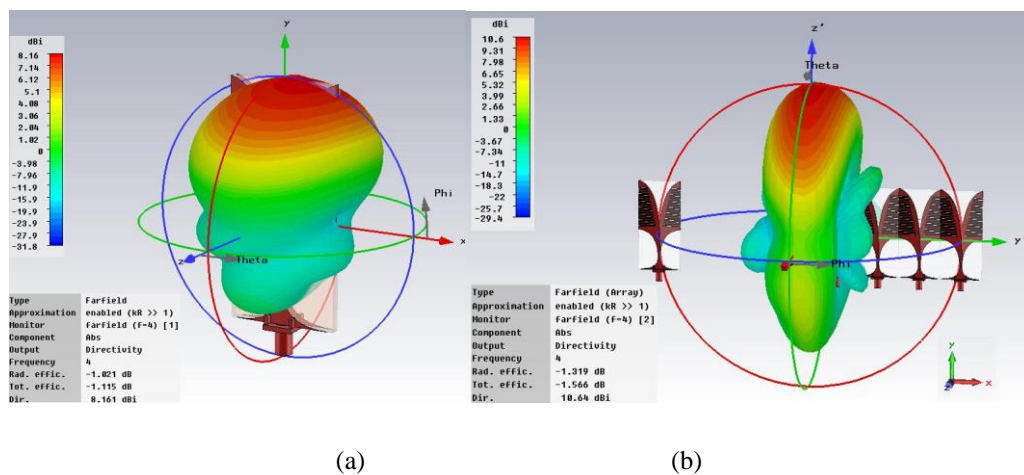 dBi
8.16
7.14
6.12
5.1
4.08
3.06
2.04
1.02
0
-3.98
-7.95
-11.9
-15.9
-19.9
-23.9
-27.9
-31.8
y
Phi
x
z
Theta
Type Farfield
Approximation enabled (kR >> 1)
Monitor farfield (f=4) [1]
Component Abs
Output Directivity
Frequency 4
Rad. effic. -1.021 dB
Tot. effic. -1.115 dB
Dir. 8.161 dBi
dBi
10.6
9.31
7.98
6.65
5.32
3.99
2.66
1.33
0
-3.67
-7.34
-11
-14.7
-18.3
-22
-25.7
-29.4
z'
Theta
y'
Phi
Type Farfield (Array)
Approximation enabled (kR >> 1)
Monitor farfield (f=4) [2]
Component Abs
Output Directivity
Frequency 4
Rad. effic. -1.319 dB
Tot. effic. -1.566 dB
Dir. 10.64 dBi
y
x
z
(a) (b)